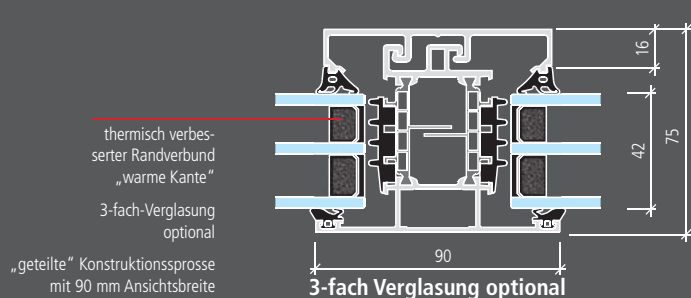 thermisch verbes-
serter Randverbund
„warme Kante“
3-fach-Verglasung
optional
„geteilte“ Konstruktionssprosse
mit 90 mm Ansichtsbreite
16
42
75
90
3-fach Verglasung optional